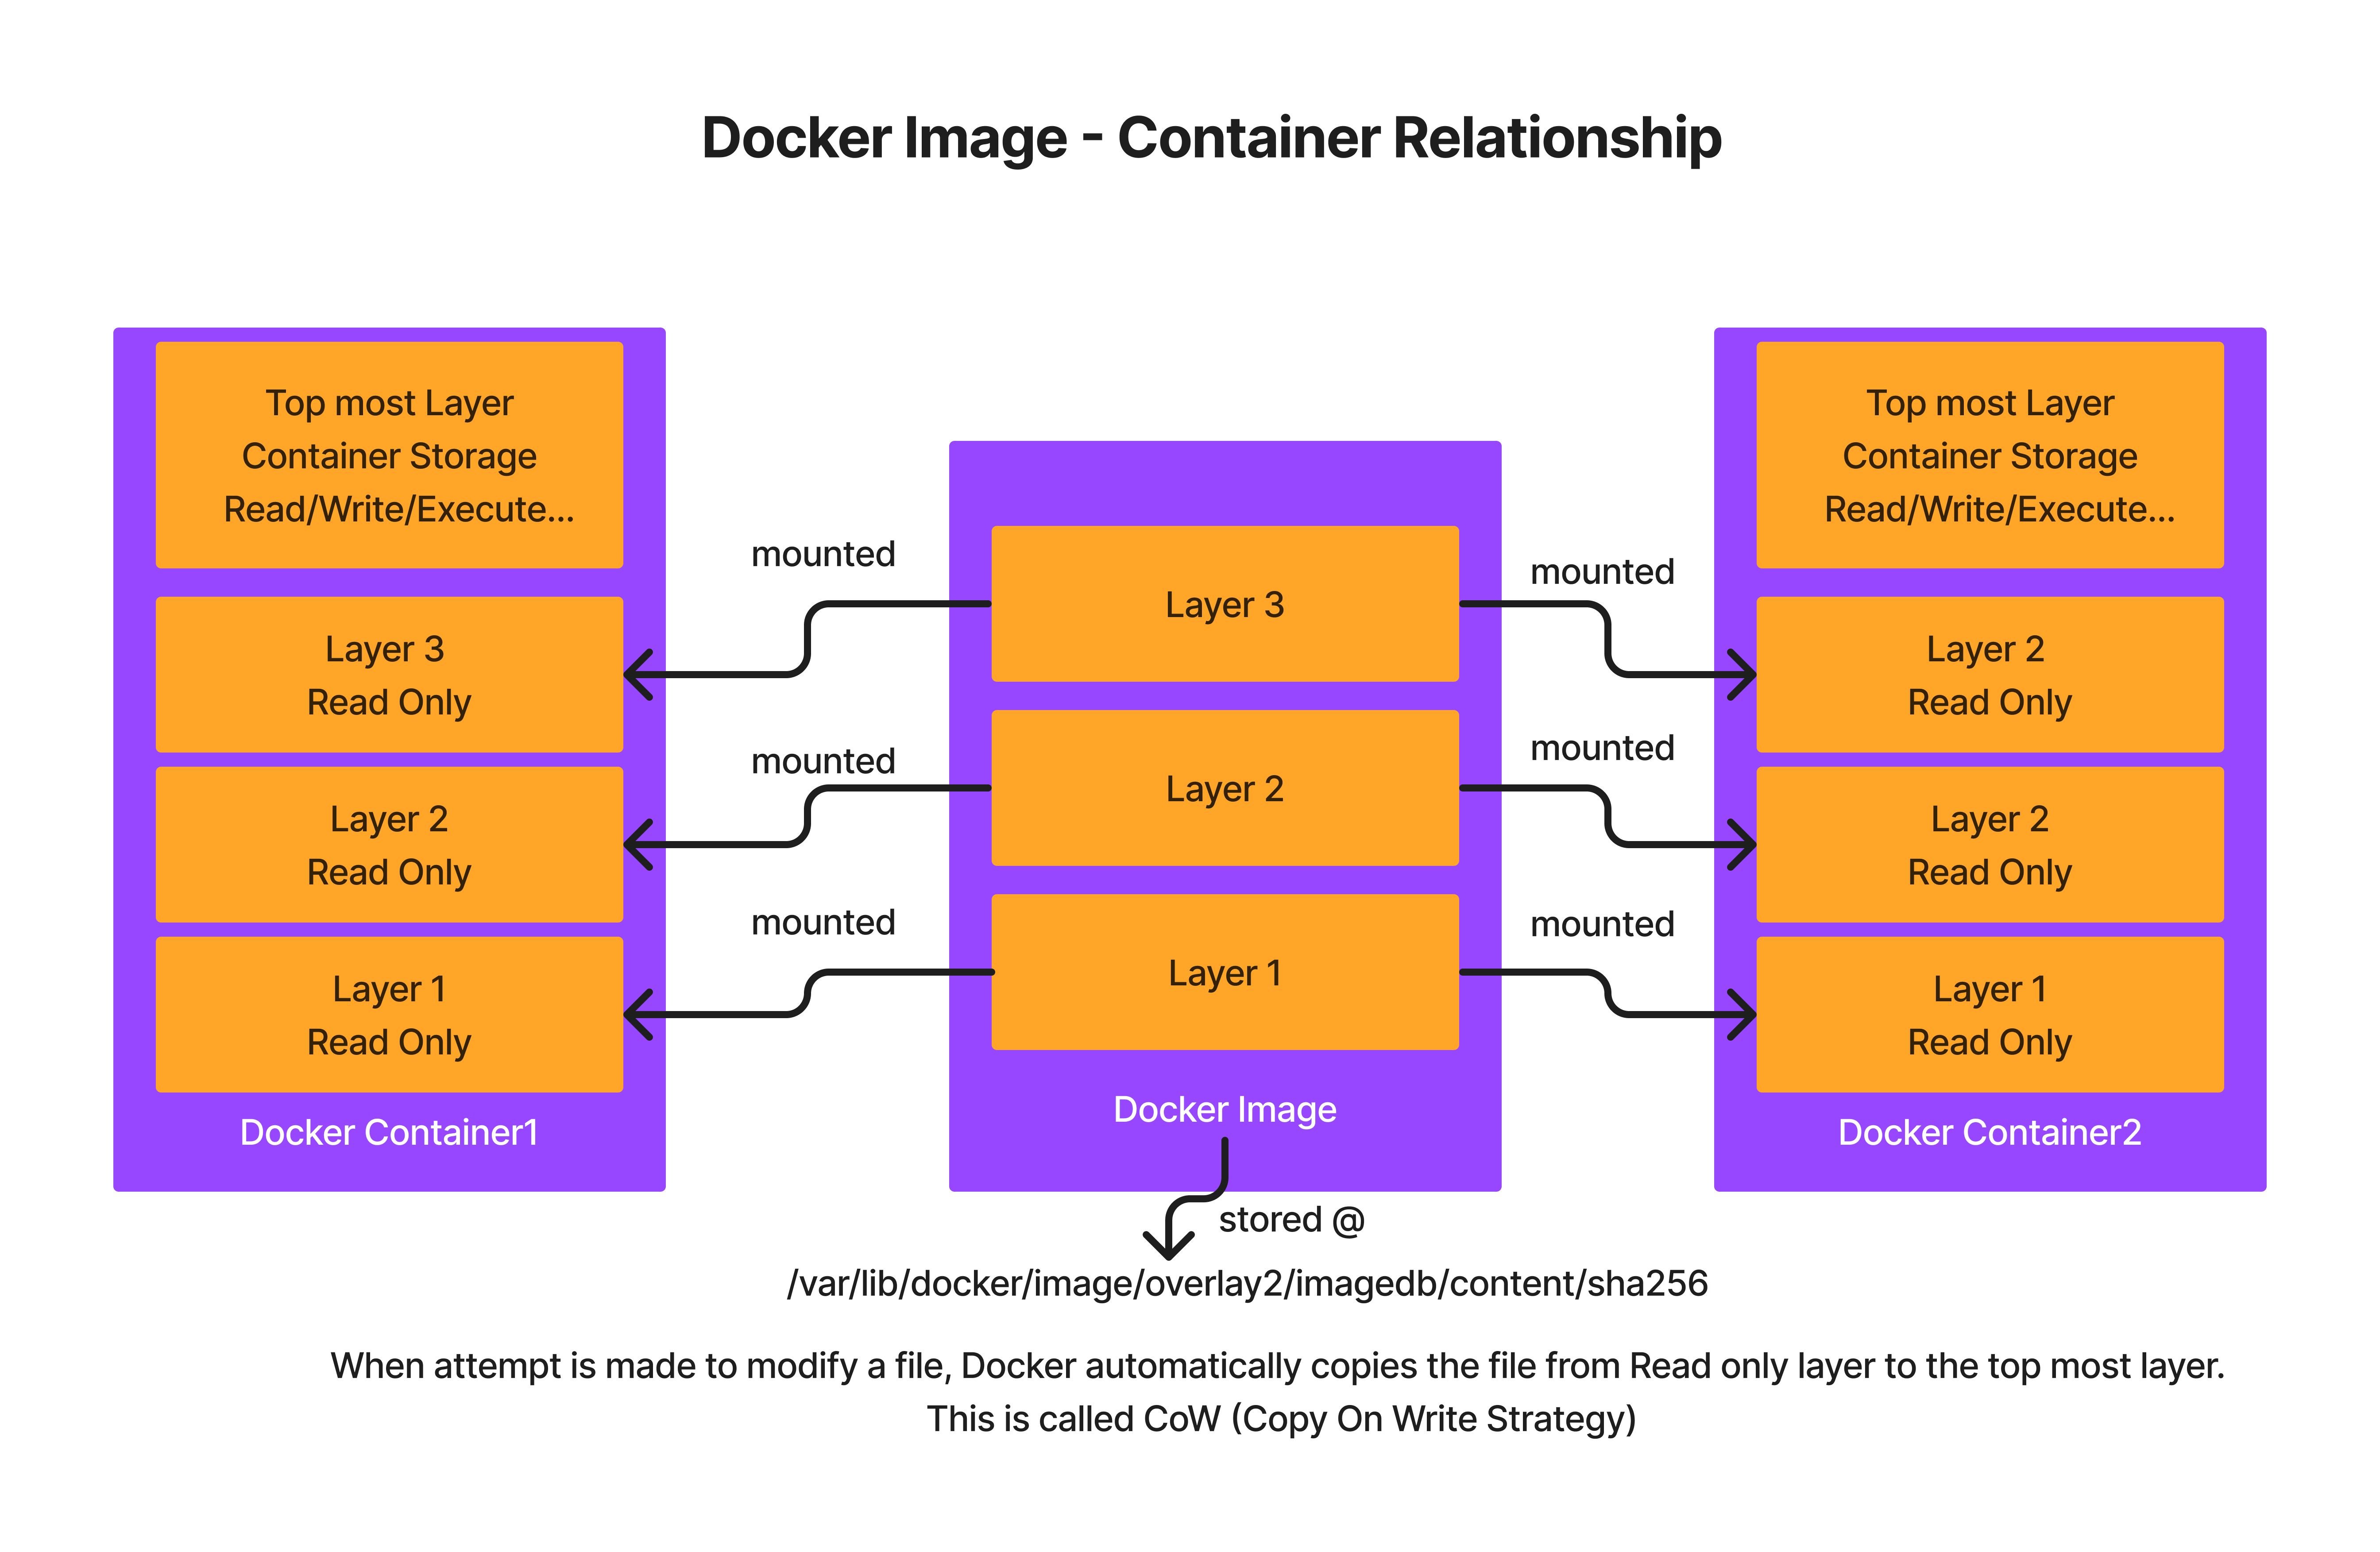 Docker Image - Container Relationship
Top most Layer
Container Storage
Read/Write/Execute...
Layer 3
Read Only
Layer 2
Read Only
Layer 1
Read Only
Docker Container1
mounted
mounted
mounted
Layer 3
Layer 2
Layer 1
Docker Image
mounted
mounted
mounted
Top most Layer
Container Storage
Read/Write/Execute...
Layer 2
Read Only
Layer 2
Read Only
Layer 1
Read Only
Docker Container2
stored @
/var/lib/docker/image/overlay2/imagedb/content/sha256
When attempt is made to modify a file, Docker automatically copies the file from Read only layer to the top most layer.
This is called CoW (Copy On Write Strategy)